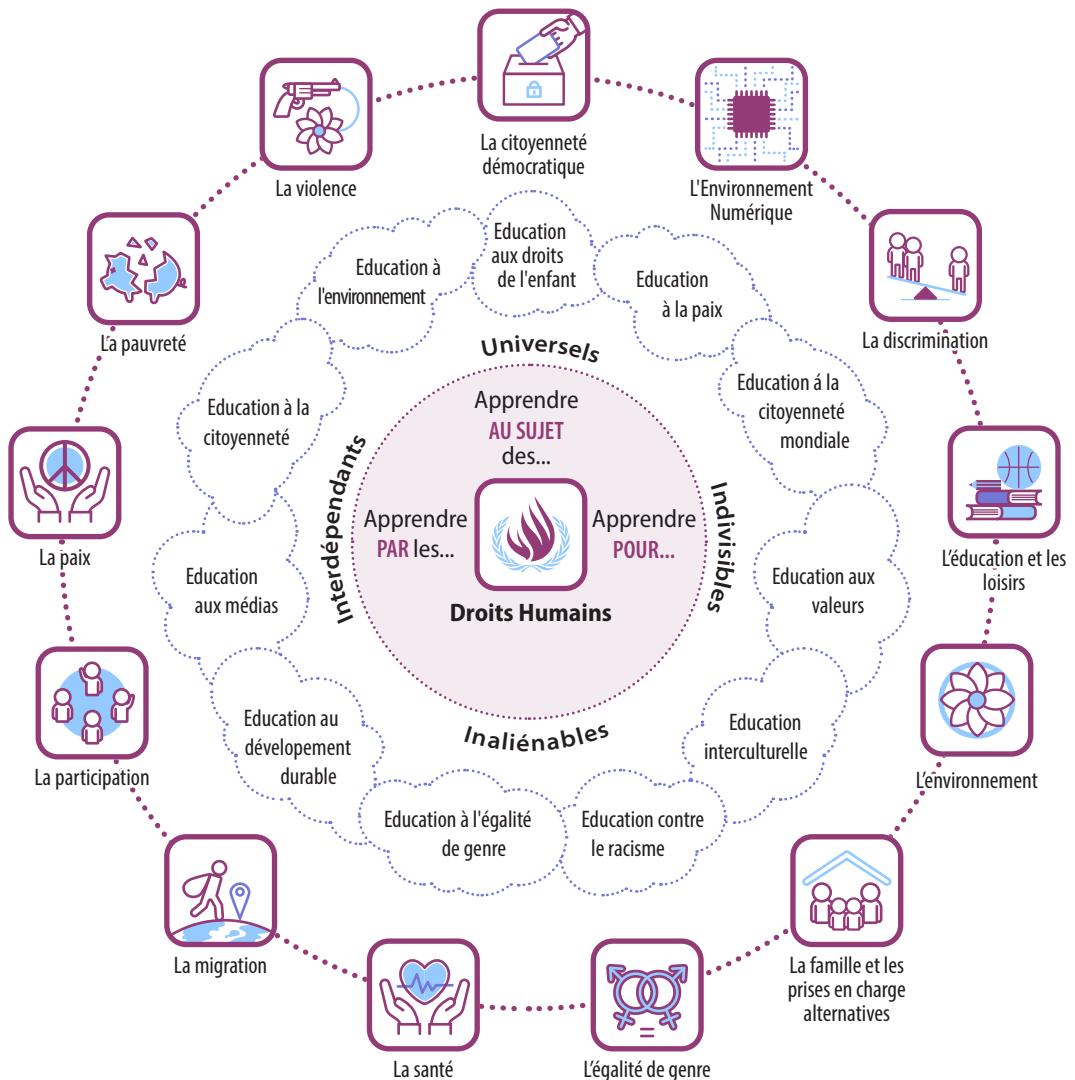 La citoyenneté
démocratique
L'Environnement
Numérique
La discrimination
L'éducation et les
loisirs
L'environnement
La famille et les
prises en charge
alternatives
L'égalité de genre
La santé
La migration
La participation
La paix
La pauvreté
La violence
Education
aux droits
de l'enfant
Education
à la paix
Education á la
citoyenneté
mondiale
Education aux
valeurs
Education
interculturelle
Education contre
le racisme
Education à l'égalité
de genre
Education au
dévelopement
durable
Education
aux médias
Education à la
citoyenneté
Education à
l'environnement
Universels
Indivisibles
Inaliénables
Interdépendants
Apprendre
AU SUJET
des...
Apprendre
PAR les...
Apprendre
POUR...
Droits Humains